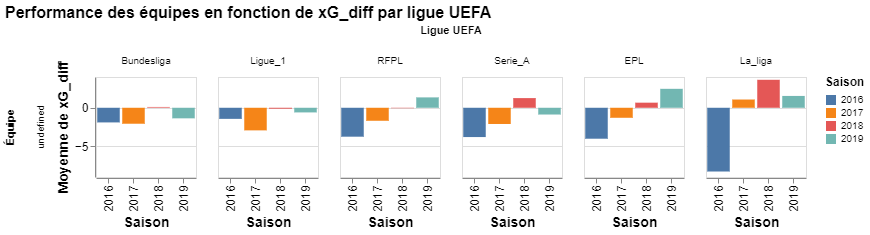 Performance des équipes en fonction de xG_diff par ligue UEFA
Ligue UEFA
Bundesliga
Ligue_1
RFPL
Serie_A
EPL
La_liga
Équipe
undefined
Moyenne de xG_diff
0
−5
2016 2017 2018 2019
2016 2017 2018 2019
2016 2017 2018 2019
2016 2017 2018 2019
2016 2017 2018 2019
2016 2017 2018 2019
Saison
Saison
Saison
Saison
Saison
Saison
Saison
2016
2017
2018
2019